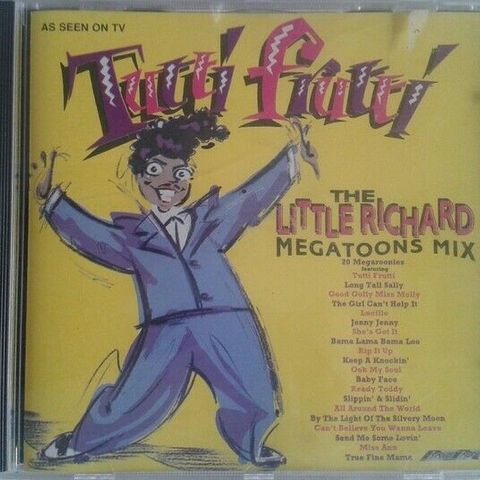 AS SEEN ON TV
Tutti Frutti
THE
LITTLE RICHARD
MEGATOONS MIX
20 Megaroonies
featuring
Tutti Frutti
Long Tall Sally
Good Golly Miss Molly
The Girl Can't Help It
Lucille
Jenny Jenny
She's Got It
Bama Lama Bama Loo
Rip It Up
Keep A Knockin'
Ooh My Soul
Baby Face
Ready Teddy
Slippin' & Slidin'
All Around The World
By The Light Of The Silvery Moon
Can't Believe You Wanna Leave
Send Me Some Lovin'
Miss Ann
True Fine Mama